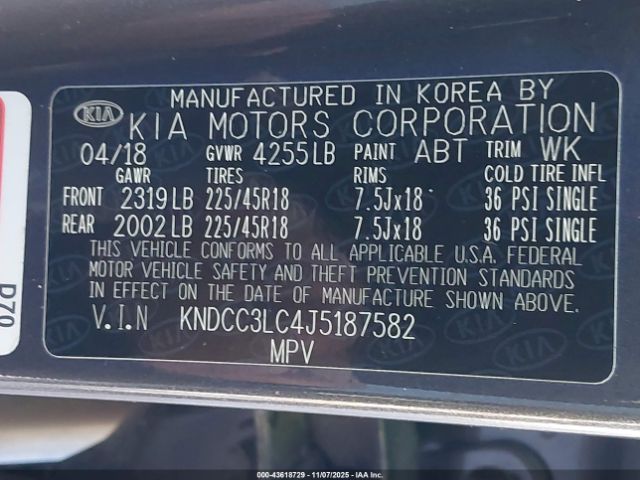 MANUFACTURED IN KOREA BY
KIA KIA MOTORS CORPORATION
04/18 GVWR 4255LB PAINT ABT TRIM WK
GAWR TIRES RIMS COLD TIRE INFL
FRONT 2319LB 225/45R18 7.5Jx18 36 PSI SINGLE
REAR 2002LB 225/45R18 7.5Jx18 36 PSI SINGLE
THIS VEHICLE CONFORMS TO ALL APPLICABLE U.S.A. FEDERAL
MOTOR VEHICLE SAFETY AND THEFT PREVENTION STANDARDS
IN EFFECT ON THE DATE OF MANUFACTURE SHOWN ABOVE.
V.I.N KNDCC3LC4J5187582
MPV
D70
© 43618729 - 11/07/2025 - IAA Inc.